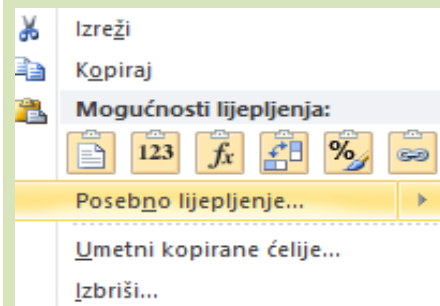 Izreži
Kopiraj
Mogućnosti lijepljenja:
123 fx %
Posebno lijepljenje...
Umetni kopirane ćelije...
Izbriši...